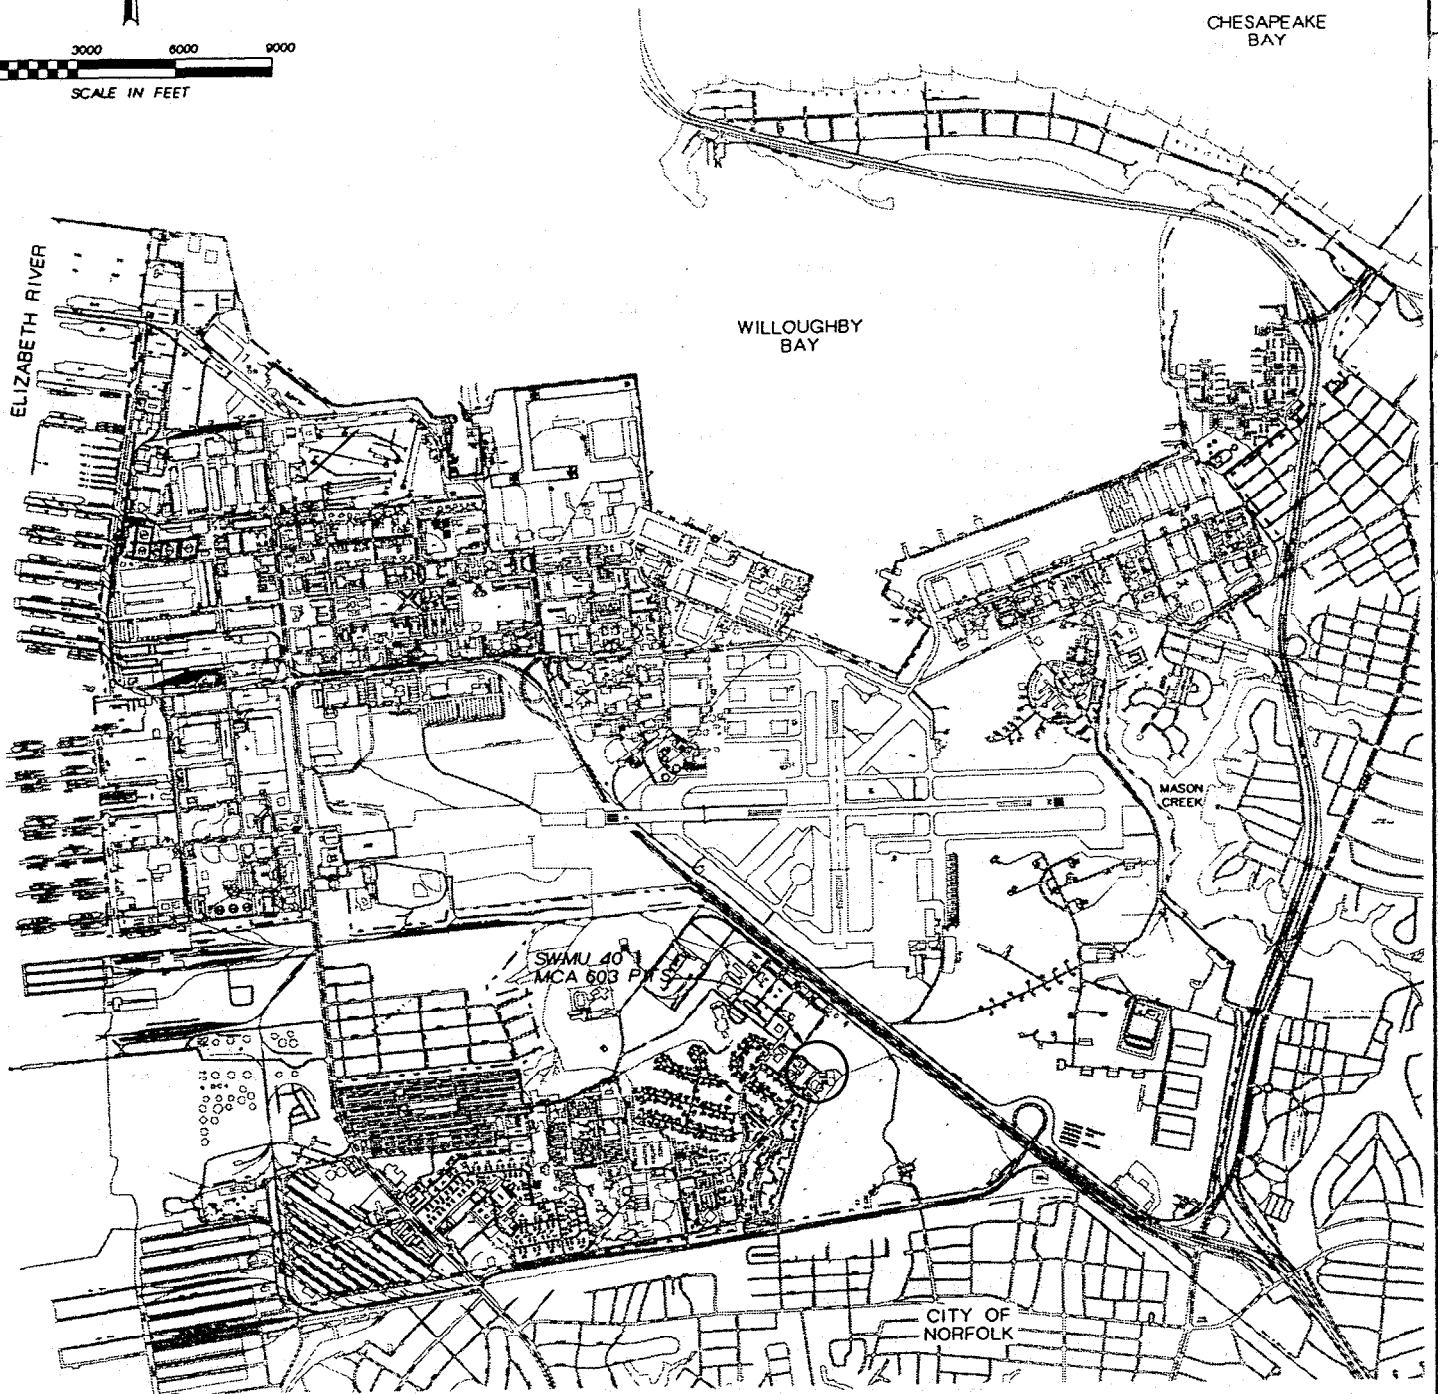 CHESAPEAKE
BAY
3000 6000 9000
SCALE IN FEET
ELIZABETH RIVER
WILLOUGHBY
BAY
MASON
CREEK
SWMU 40
MCA 603 PITS
CITY OF
NORFOLK